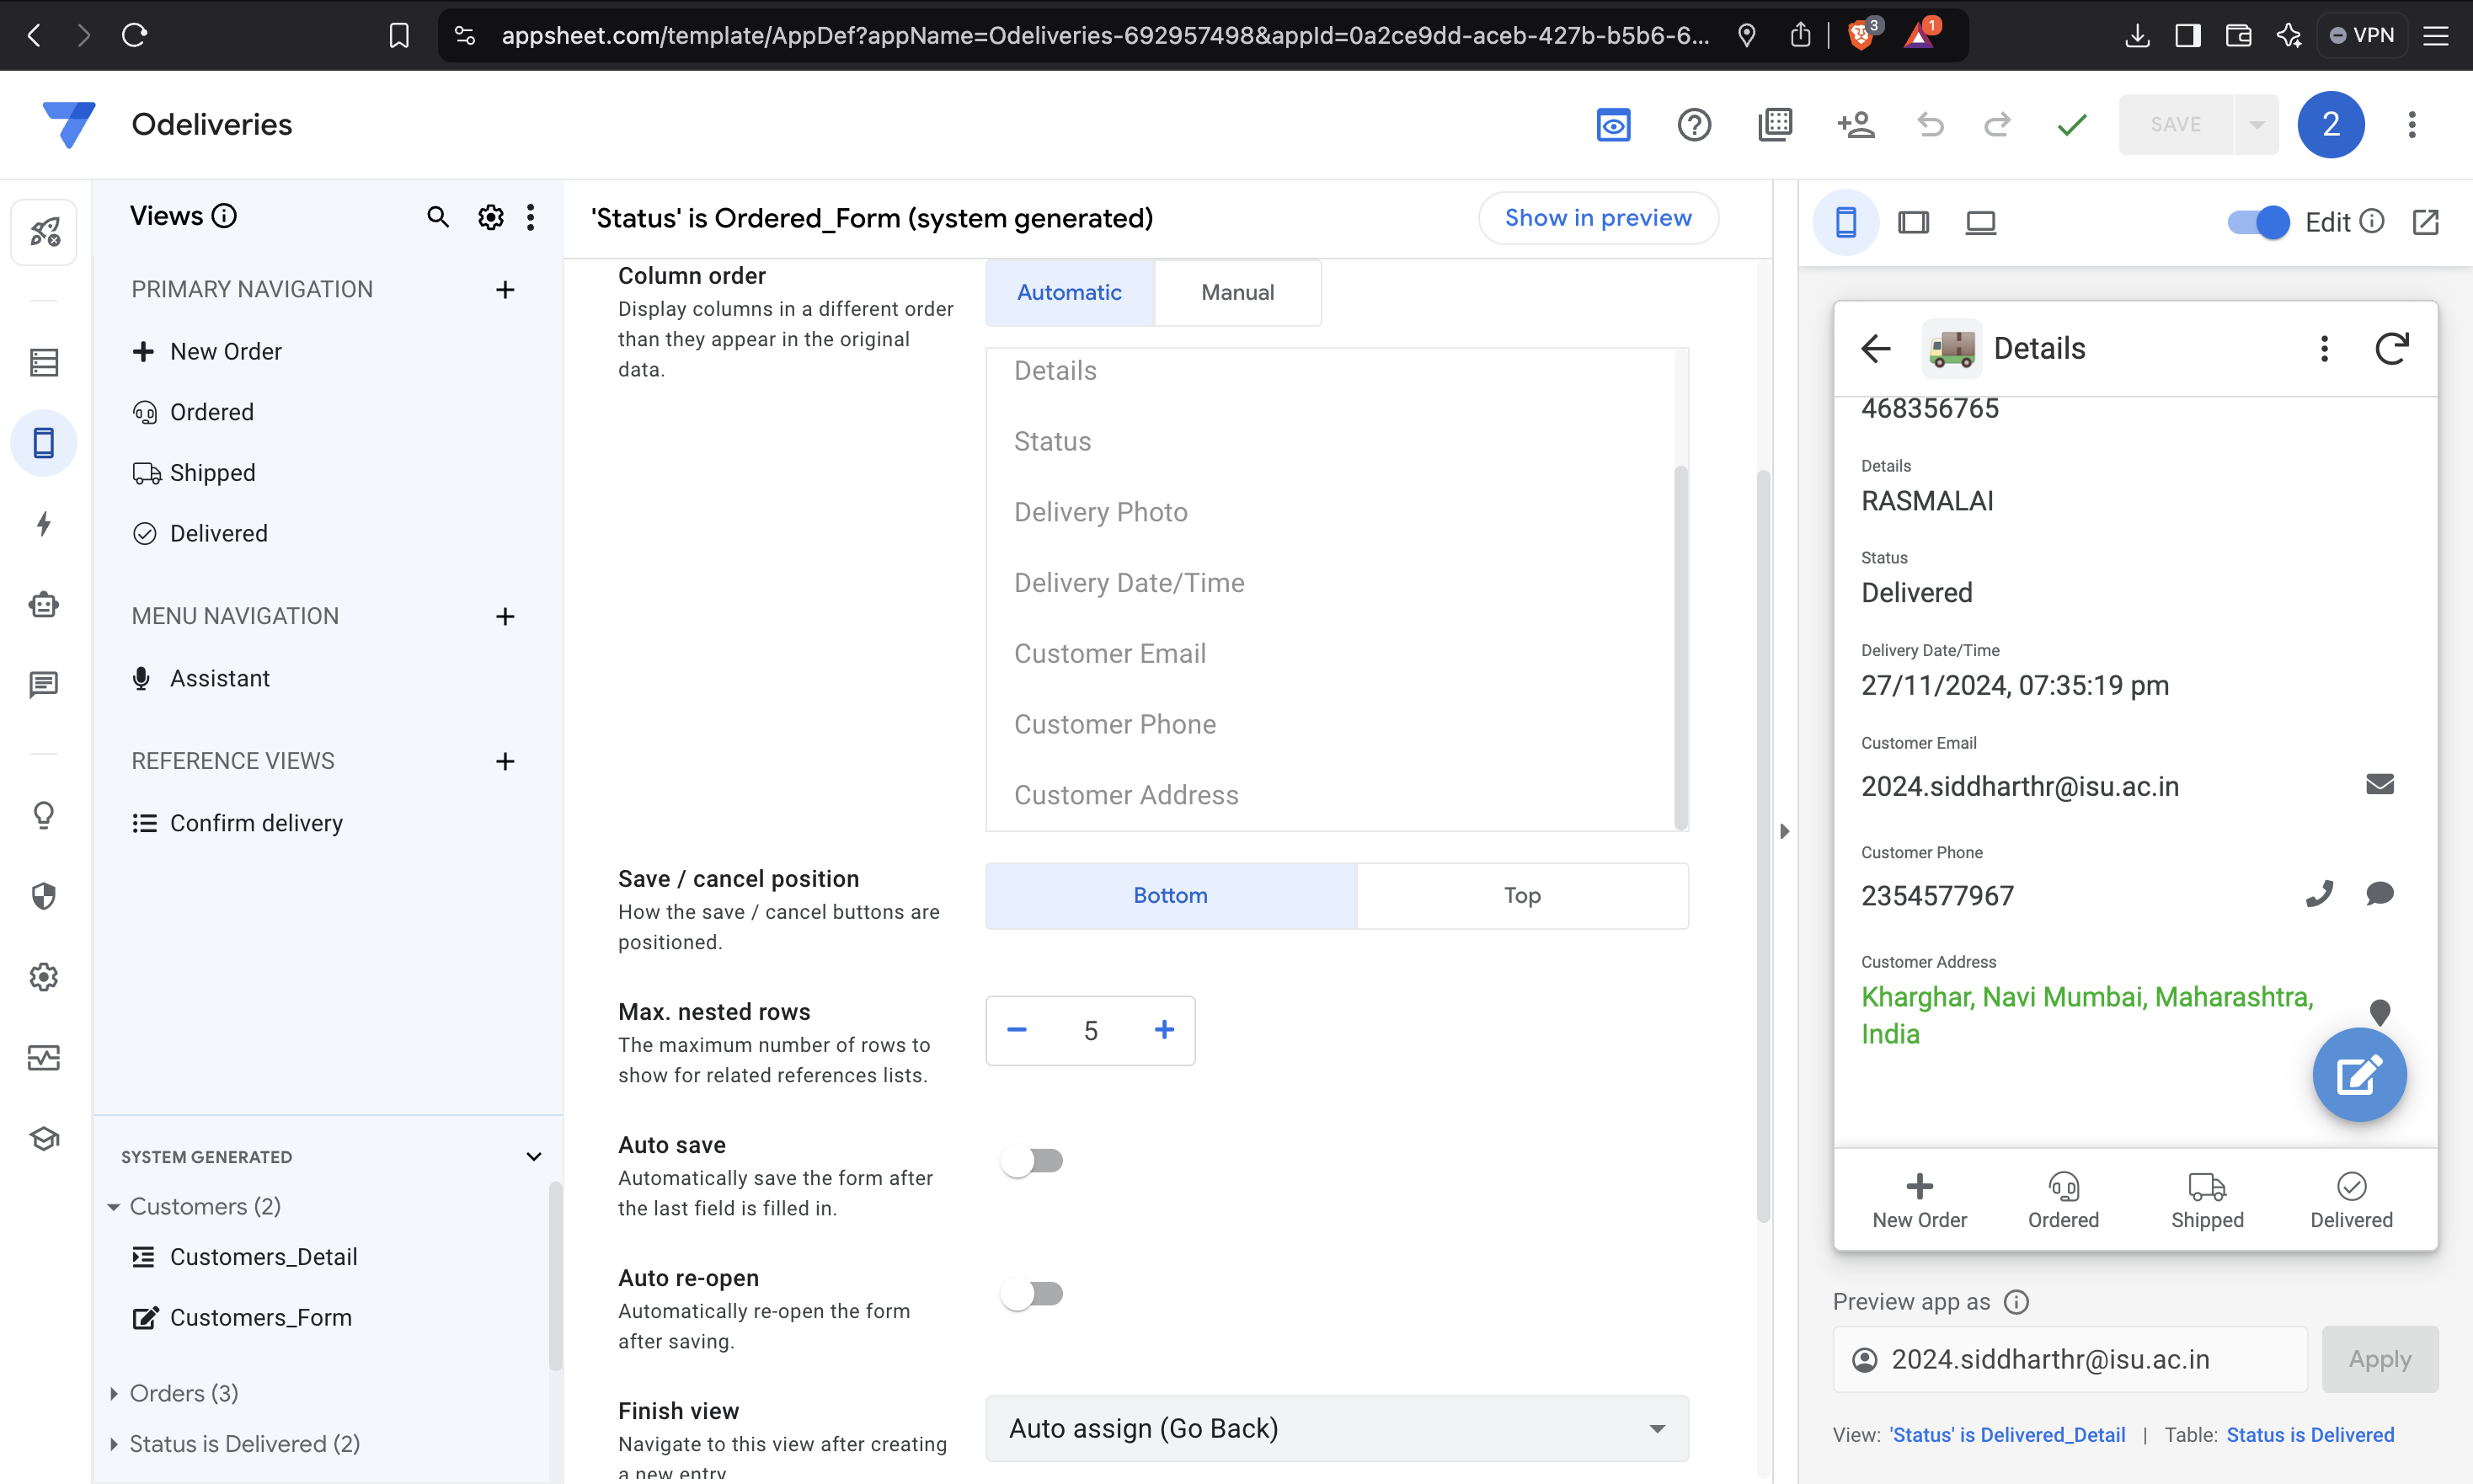 appsheet.com/template/AppDef?appName=Odeliveries-692957498&appId=0a2ce9dd-aceb-427b-b5b6-6...
3
1
VPN
Odeliveries
SAVE
2
Views
PRIMARY NAVIGATION
New Order
Ordered
Shipped
Delivered
MENU NAVIGATION
Assistant
REFERENCE VIEWS
Confirm delivery
SYSTEM GENERATED
Customers (2)
Customers_Detail
Customers_Form
Orders (3)
Status is Delivered (2)
'Status' is Ordered_Form (system generated)
Show in preview
Column order
Display columns in a different order
than they appear in the original
data.
Automatic
Manual
Details
Status
Delivery Photo
Delivery Date/Time
Customer Email
Customer Phone
Customer Address
Save / cancel position
How the save / cancel buttons are
positioned.
Bottom
Top
Max. nested rows
The maximum number of rows to
show for related references lists.
5
Auto save
Automatically save the form after
the last field is filled in.
Auto re-open
Automatically re-open the form
after saving.
Finish view
Navigate to this view after creating
a new entry
Auto assign (Go Back)
Edit
Details
468356765
Details
RASMALAI
Status
Delivered
Delivery Date/Time
27/11/2024, 07:35:19 pm
Customer Email
2024.siddharthr@isu.ac.in
Customer Phone
2354577967
Customer Address
Kharghar, Navi Mumbai, Maharashtra,
India
New Order
Ordered
Shipped
Delivered
Preview app as
2024.siddharthr@isu.ac.in
Apply
View: 'Status' is Delivered_Detail | Table: Status is Delivered